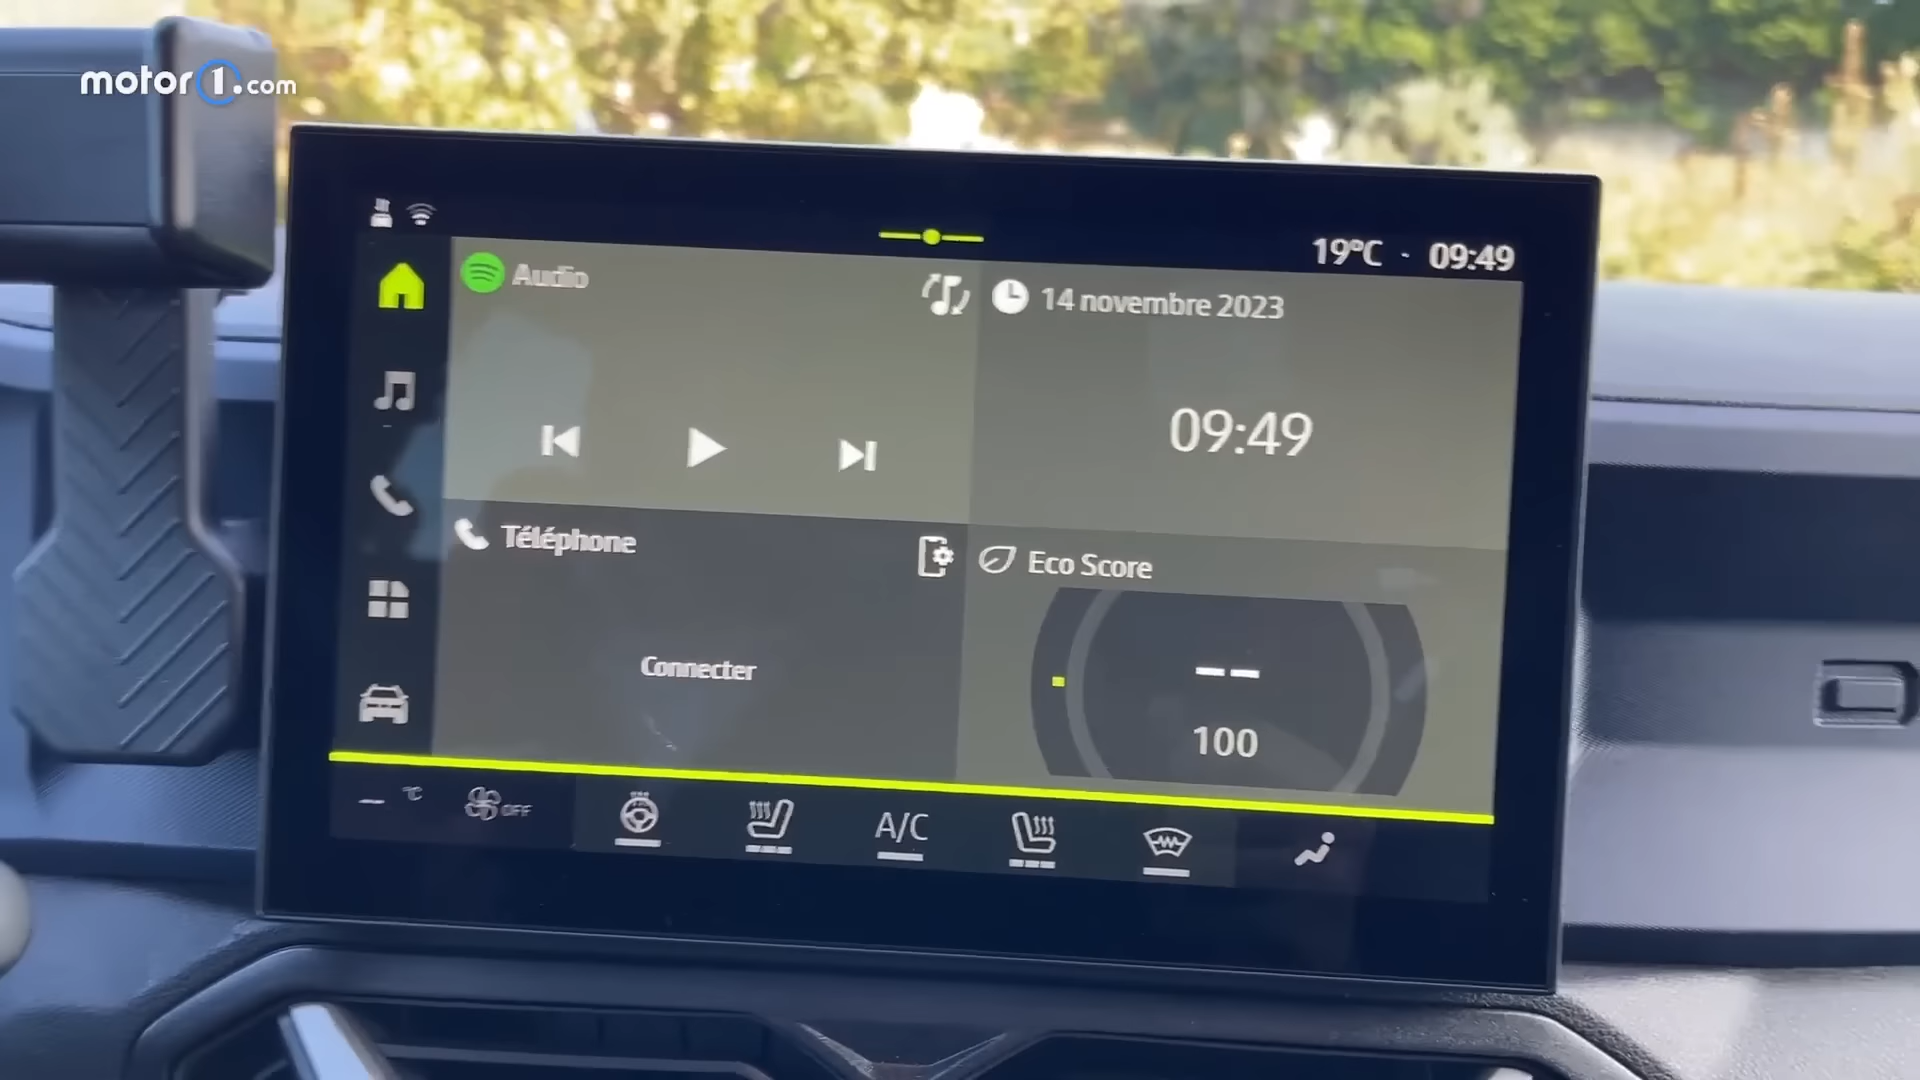 motor1.com
19°C - 09:49
Audio
14 novembre 2023
09:49
Téléphone
Eco Score
Connecter
-- 
100
– °C
OFF
A/C